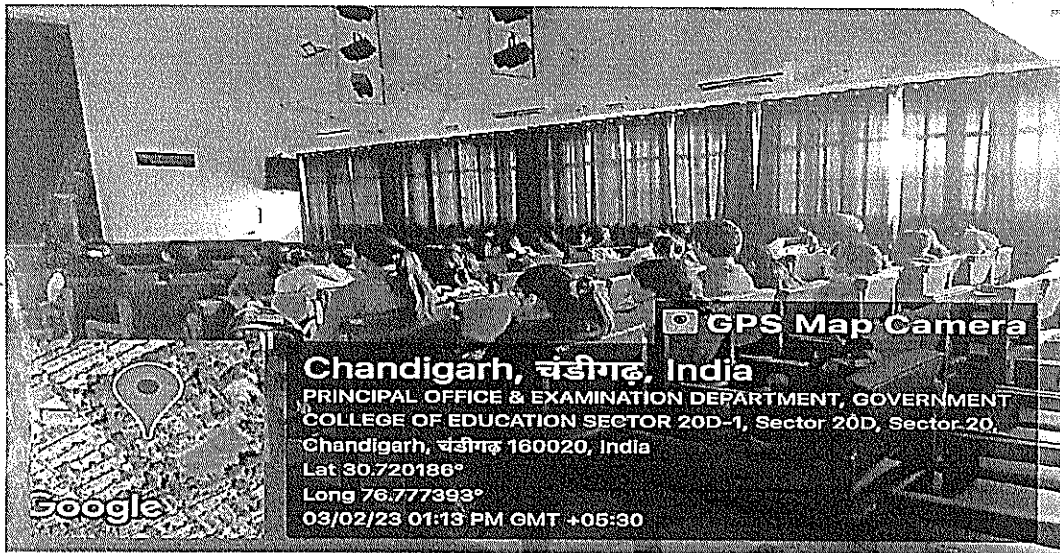 GPS Map Camera
Chandigarh, चंडीगढ़, India
PRINCIPAL OFFICE & EXAMINATION DEPARTMENT, GOVERNMENT
COLLEGE OF EDUCATION SECTOR 20D-1, Sector 20D, Sector 20,
Chandigarh, चंडीगढ़ 160020, India
Lat 30.720186°
Long 76.777393°
03/02/23 01:13 PM GMT +05:30
Google